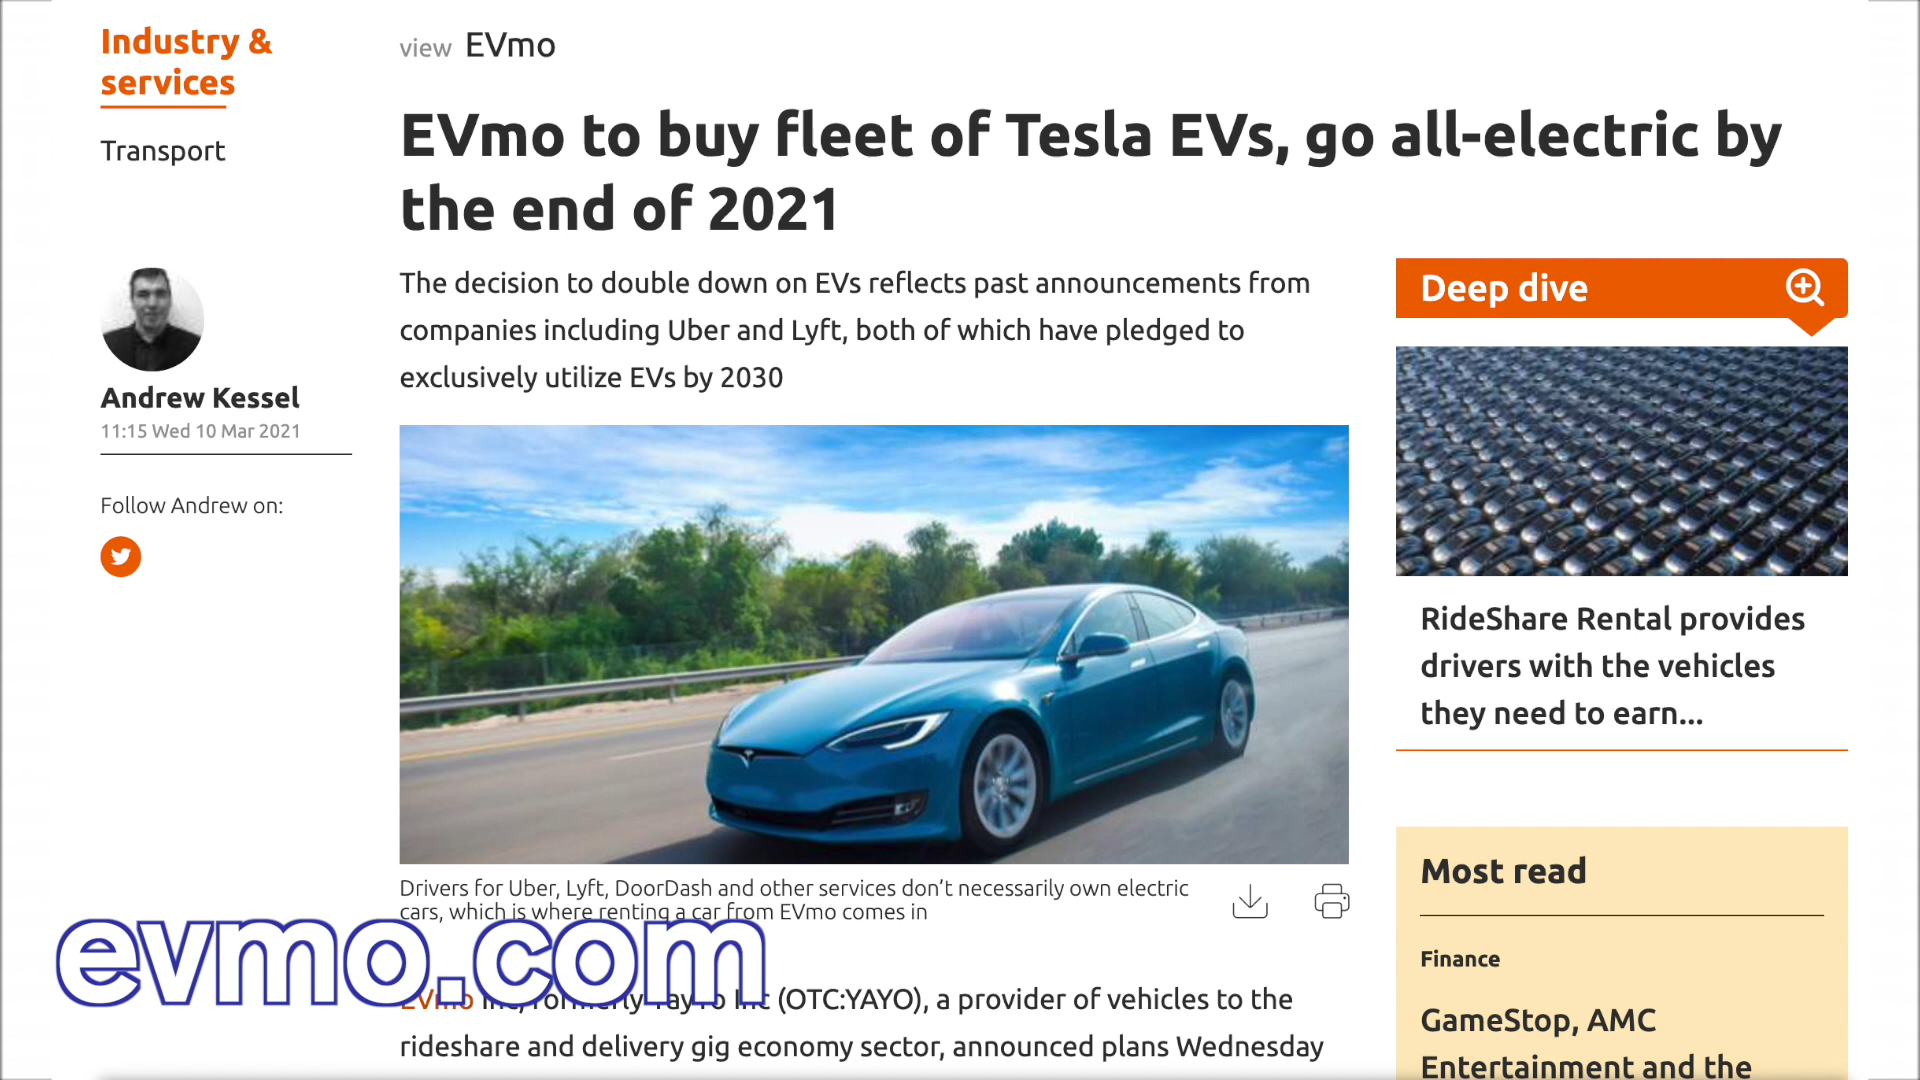 Industry &
services
Transport
Andrew Kessel
11:15 Wed 10 Mar 2021
Follow Andrew on:
view EVmo
EVmo to buy fleet of Tesla EVs, go all-electric by
the end of 2021
The decision to double down on EVs reflects past announcements from
companies including Uber and Lyft, both of which have pledged to
exclusively utilize EVs by 2030
Drivers for Uber, Lyft, DoorDash and other services don't necessarily own electric
cars, which is where renting a car from EVmo comes in
evmo.com
EVmo Inc, formerly YayYo Inc (OTC:YAYO), a provider of vehicles to the
rideshare and delivery gig economy sector, announced plans Wednesday
Deep dive
RideShare Rental provides
drivers with the vehicles
they need to earn...
Most read
Finance
GameStop, AMC
Entertainment and the